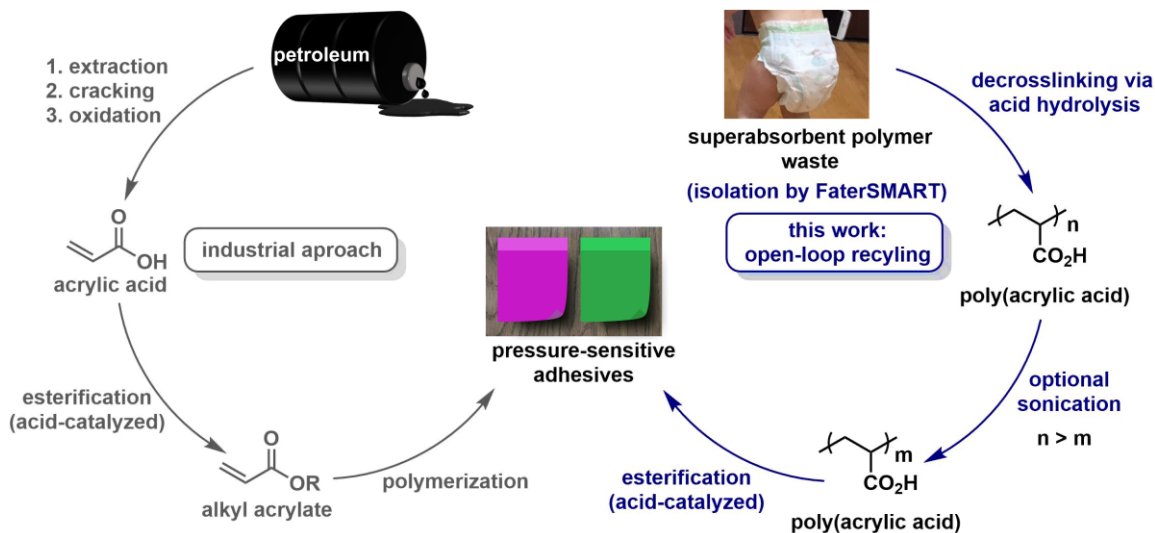 petroleum
1. extraction
2. cracking
3. oxidation
O
OH
acrylic acid
industrial aproach
esterification
(acid-catalyzed)
O
OR
alkyl acrylate
polymerization
pressure-sensitive
adhesives
superabsorbent polymer
waste
(isolation by FaterSMART)
this work:
open-loop recyling
decrosslinking via
acid hydrolysis
n
CO₂H
poly(acrylic acid)
optional
sonication
n > m
m
CO₂H
poly(acrylic acid)
esterification
(acid-catalyzed)